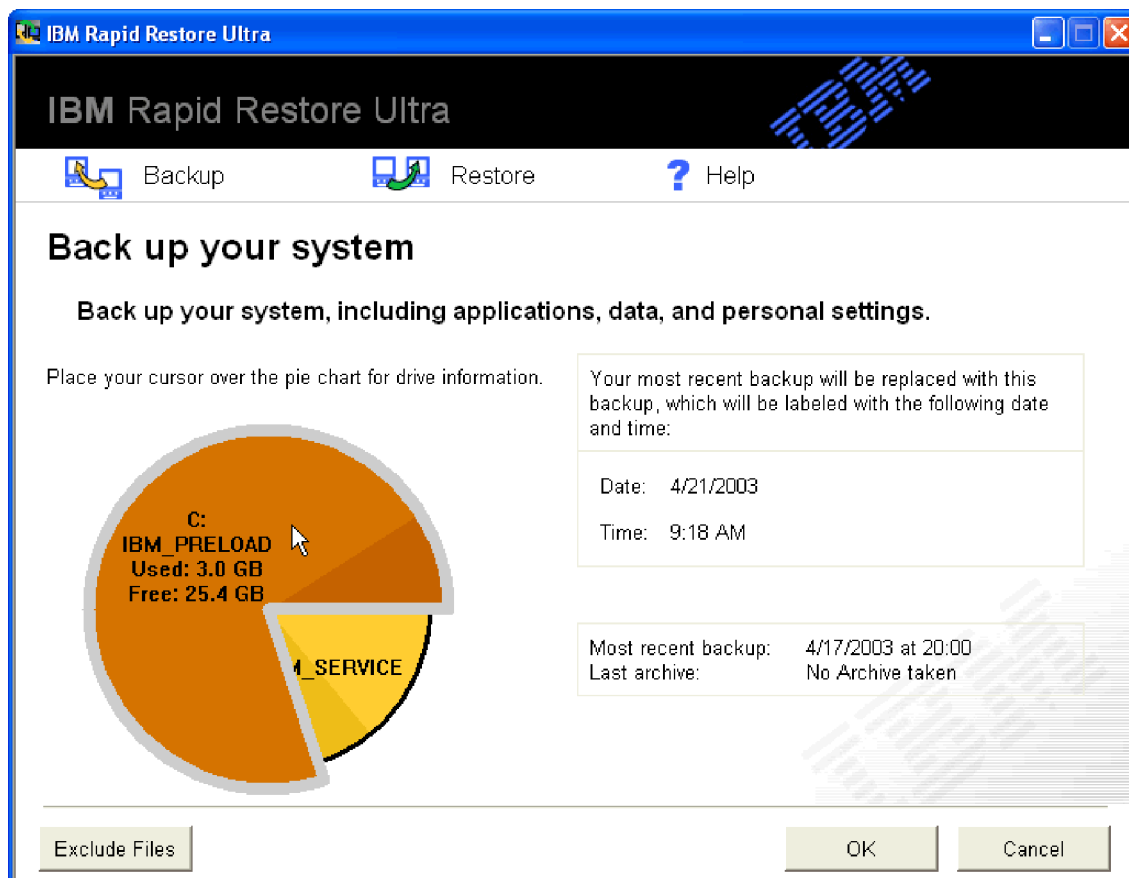 IBM Rapid Restore Ultra
IBM Rapid Restore Ultra
IBM
Backup
Restore
? Help
Back up your system
Back up your system, including applications, data, and personal settings.
Place your cursor over the pie chart for drive information.
C:
IBM_PRELOAD
Used: 3.0 GB
Free: 25.4 GB
M_SERVICE
Your most recent backup will be replaced with this
backup, which will be labeled with the following date
and time:
Date: 4/21/2003
Time: 9:18 AM
Most recent backup: 4/17/2003 at 20:00
Last archive: No Archive taken
Exclude Files
OK
Cancel